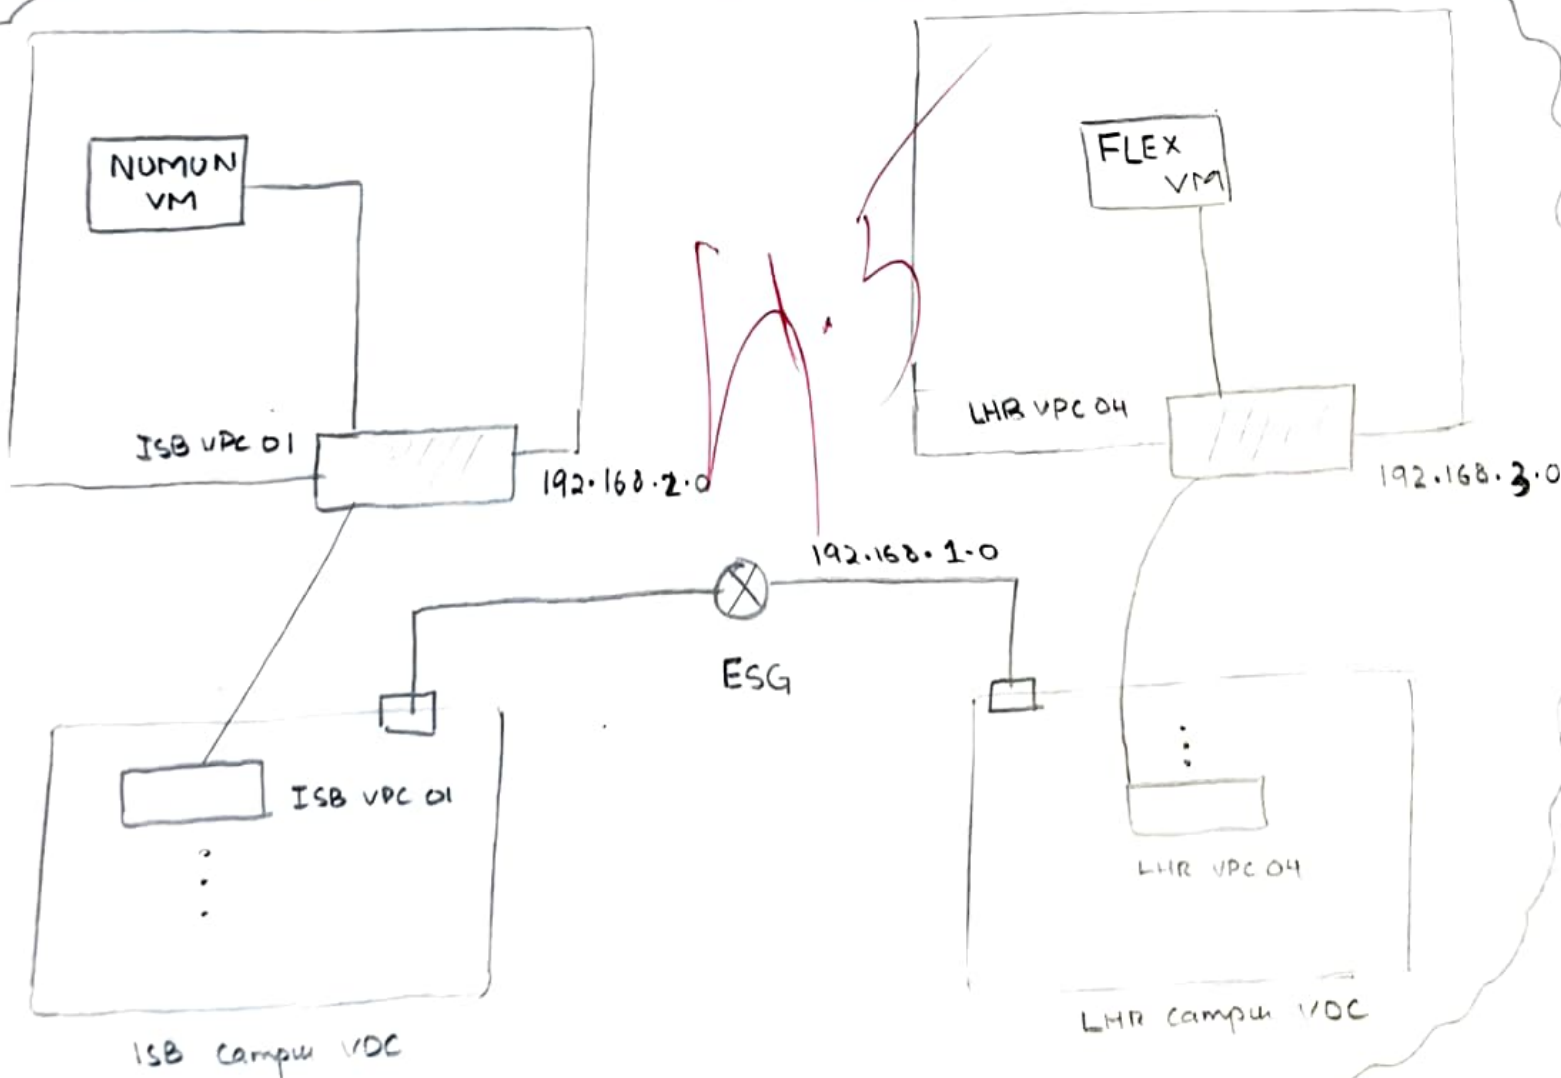 NUMUN
VM
FLEX
VM
ISB VPC 01
192.168.2.0
LHR VPC 04
192.168.3.0
192.168.1.0
ESG
ISB VPC 01
LHR VPC 04
ISB Campus VDC
LHR Campus VDC